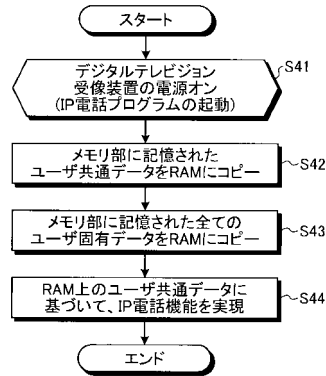 スタート
デジタルテレビジョン
受像装置の電源オン
(IP電話プログラムの起動)
S41
メモリ部に記憶された
ユーザ共通データをRAMにコピー
S42
メモリ部に記憶された全ての
ユーザ固有データをRAMにコピー
S43
RAM上のユーザ共通データに
基づいて、IP電話機能を実現
S44
エンド